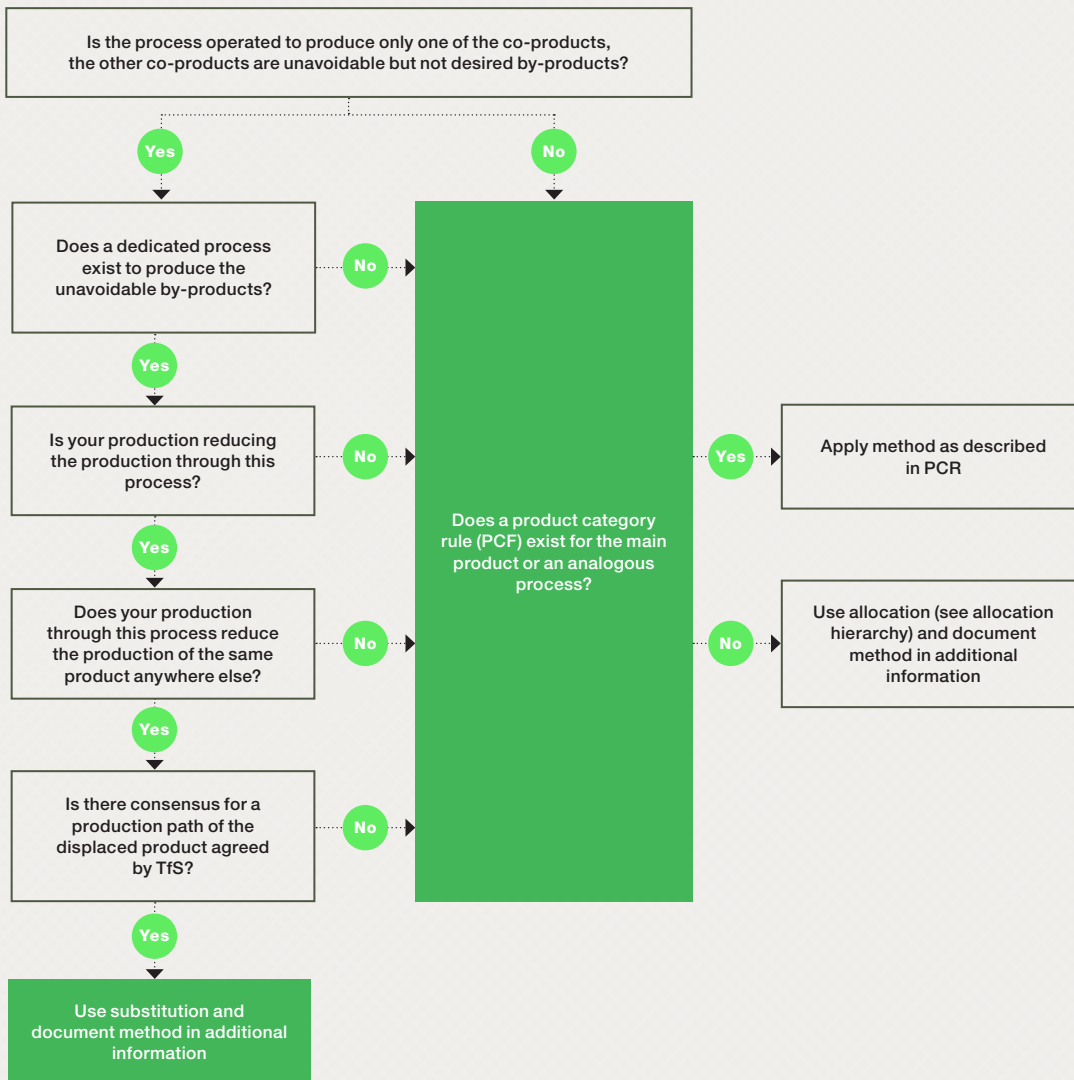 Is the process operated to produce only one of the co-products,
the other co-products are unavoidable but not desired by-products?
Yes
No
Does a dedicated process
exist to produce the
unavoidable by-products?
No
Yes
Is your production reducing
the production through this
process?
No
Yes
Apply method as described
in PCR
Yes
Does a product category
rule (PCF) exist for the main
product or an analogous
process?
Does your production
through this process reduce
the production of the same
product anywhere else?
No
No
Use allocation (see allocation
hierarchy) and document
method in additional
information
Yes
Is there consensus for a
production path of the
displaced product agreed
by TfS?
No
Yes
Use substitution and
document method in additional
information